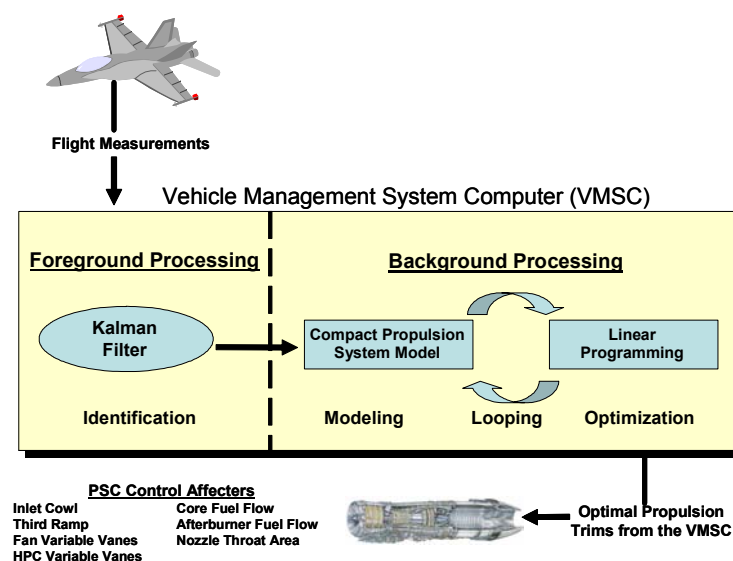 Flight Measurements
Vehicle Management System Computer (VMSC)
Foreground Processing
Background Processing
Kalman
Filter
Compact Propulsion
System Model
Linear
Programming
Identification
Modeling
Looping
Optimization
PSC Control Affecters
Inlet Cowl
Third Ramp
Fan Variable Vanes
HPC Variable Vanes
Core Fuel Flow
Afterburner Fuel Flow
Nozzle Throat Area
Optimal Propulsion
Trims from the VMSC